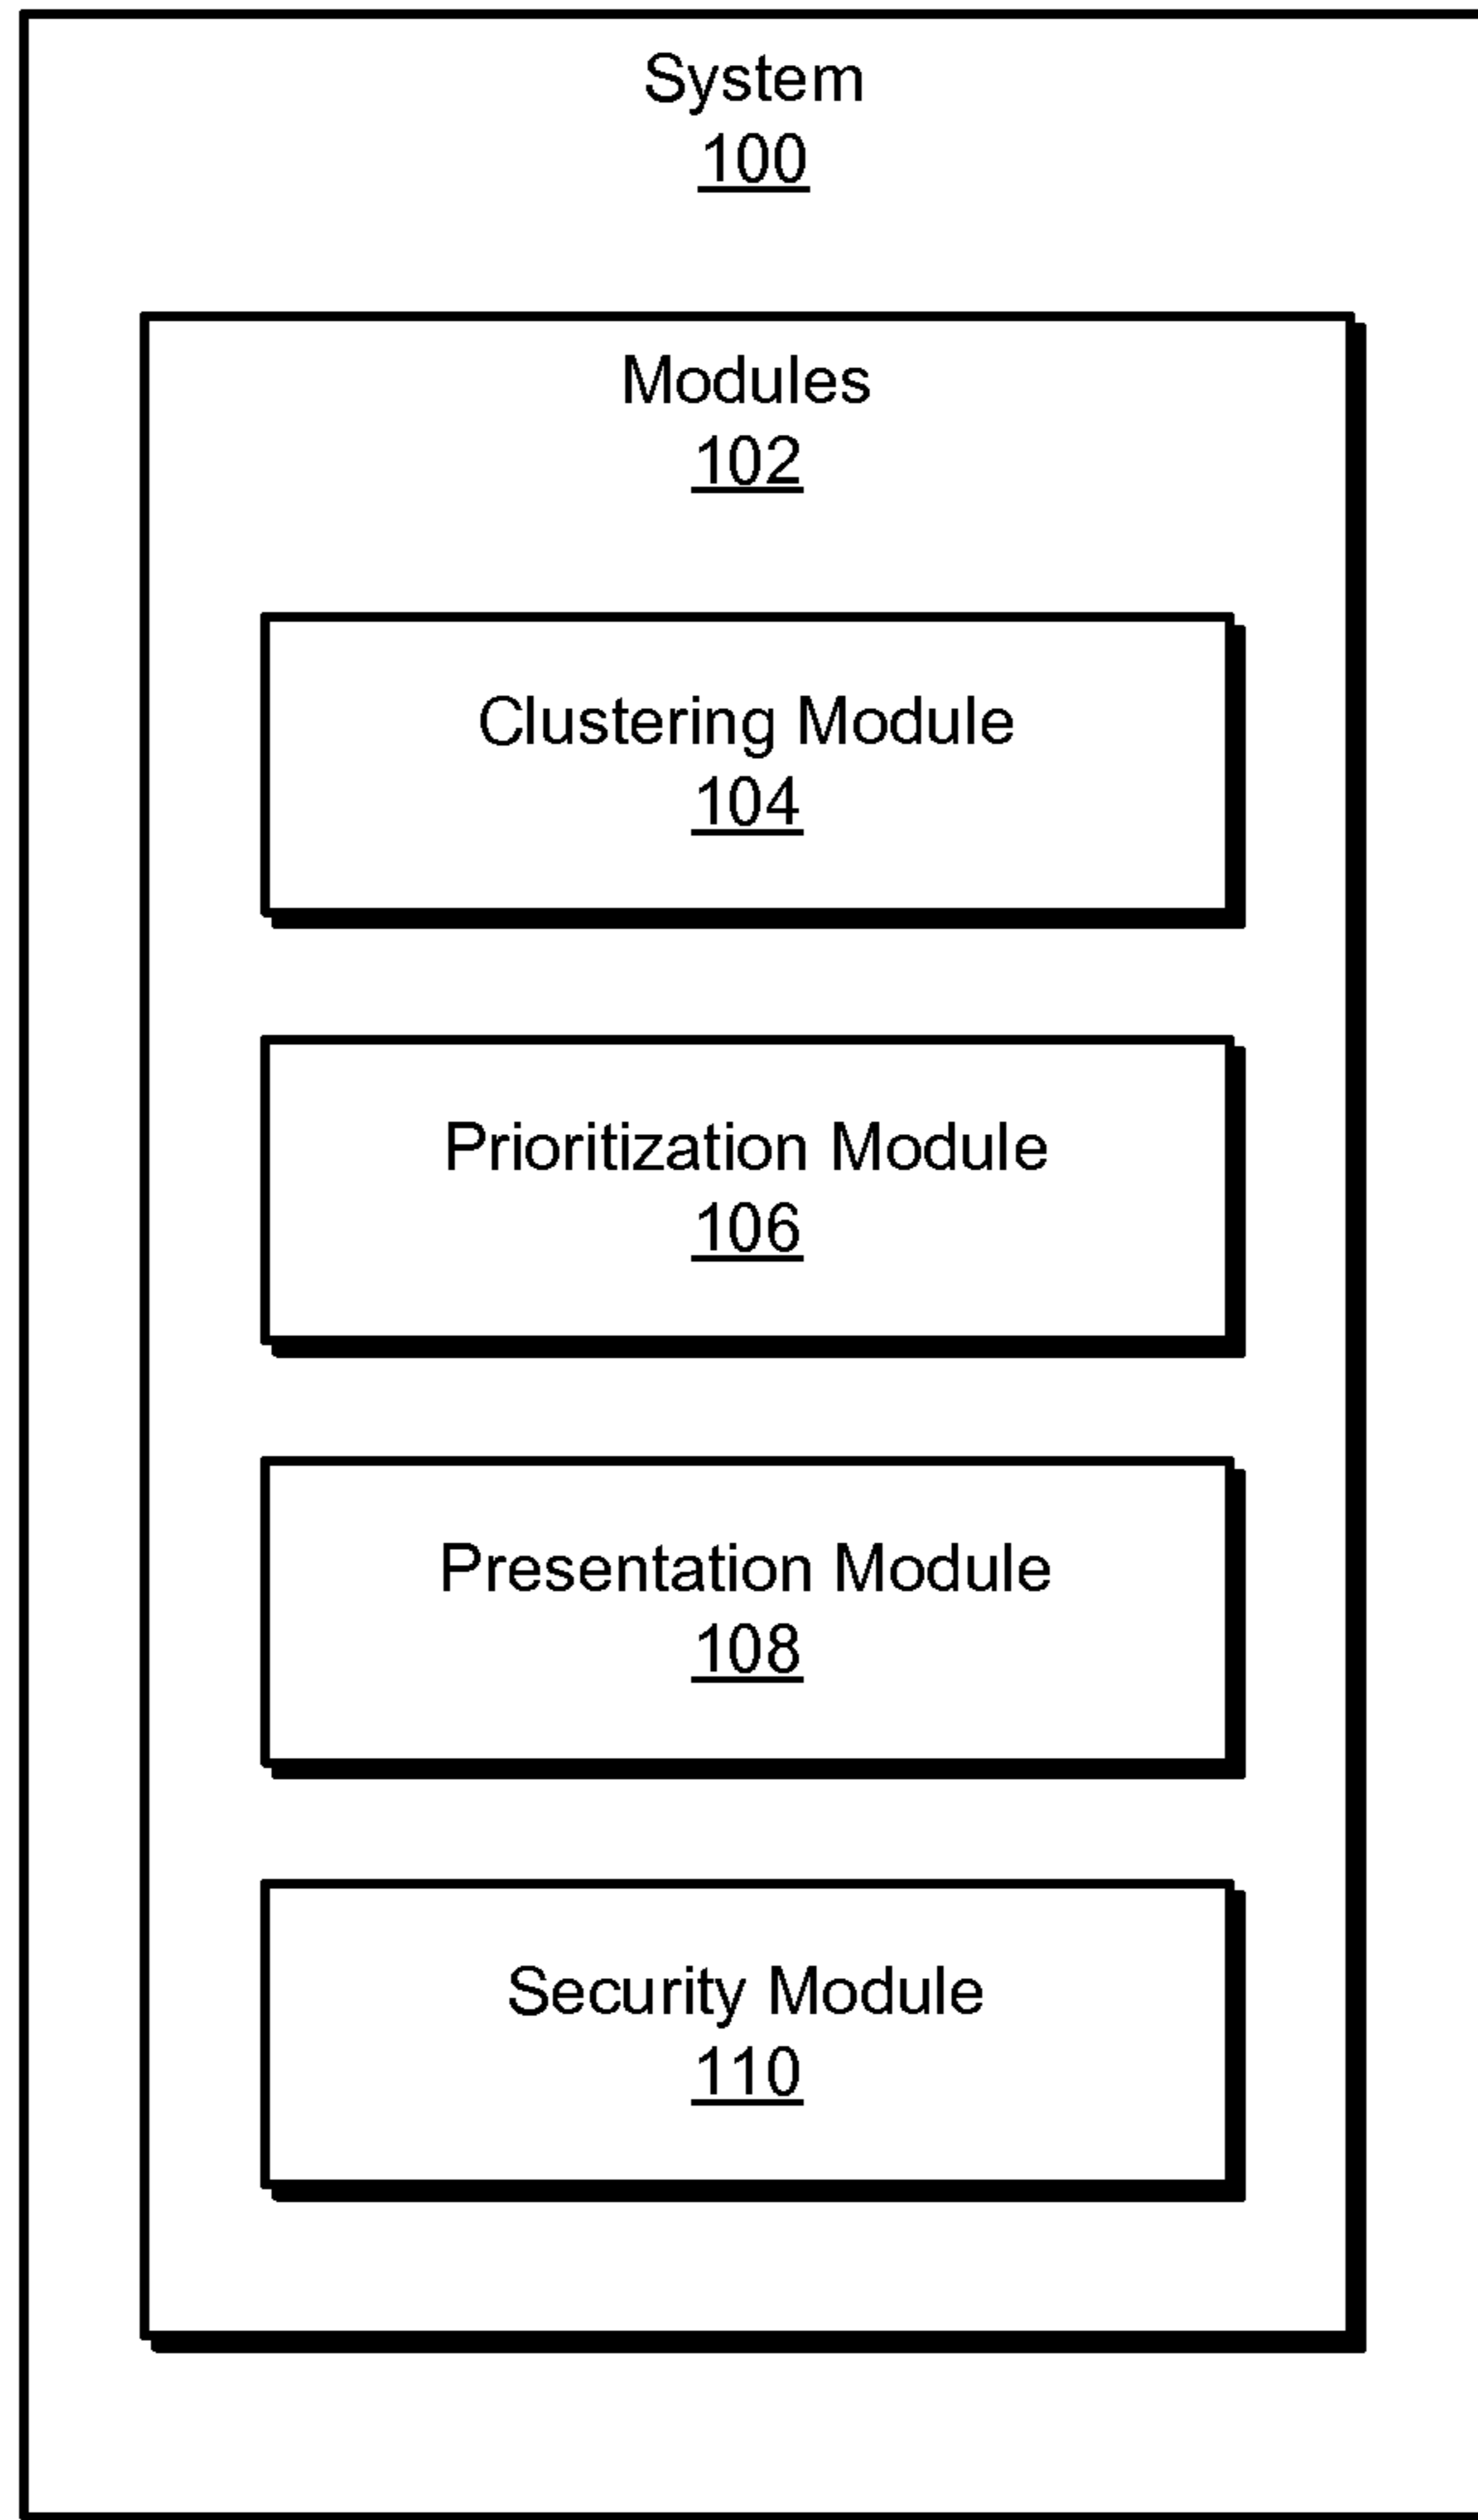 System
100
Modules
102
Clustering Module
104
Prioritization Module
106
Presentation Module
108
Security Module
110